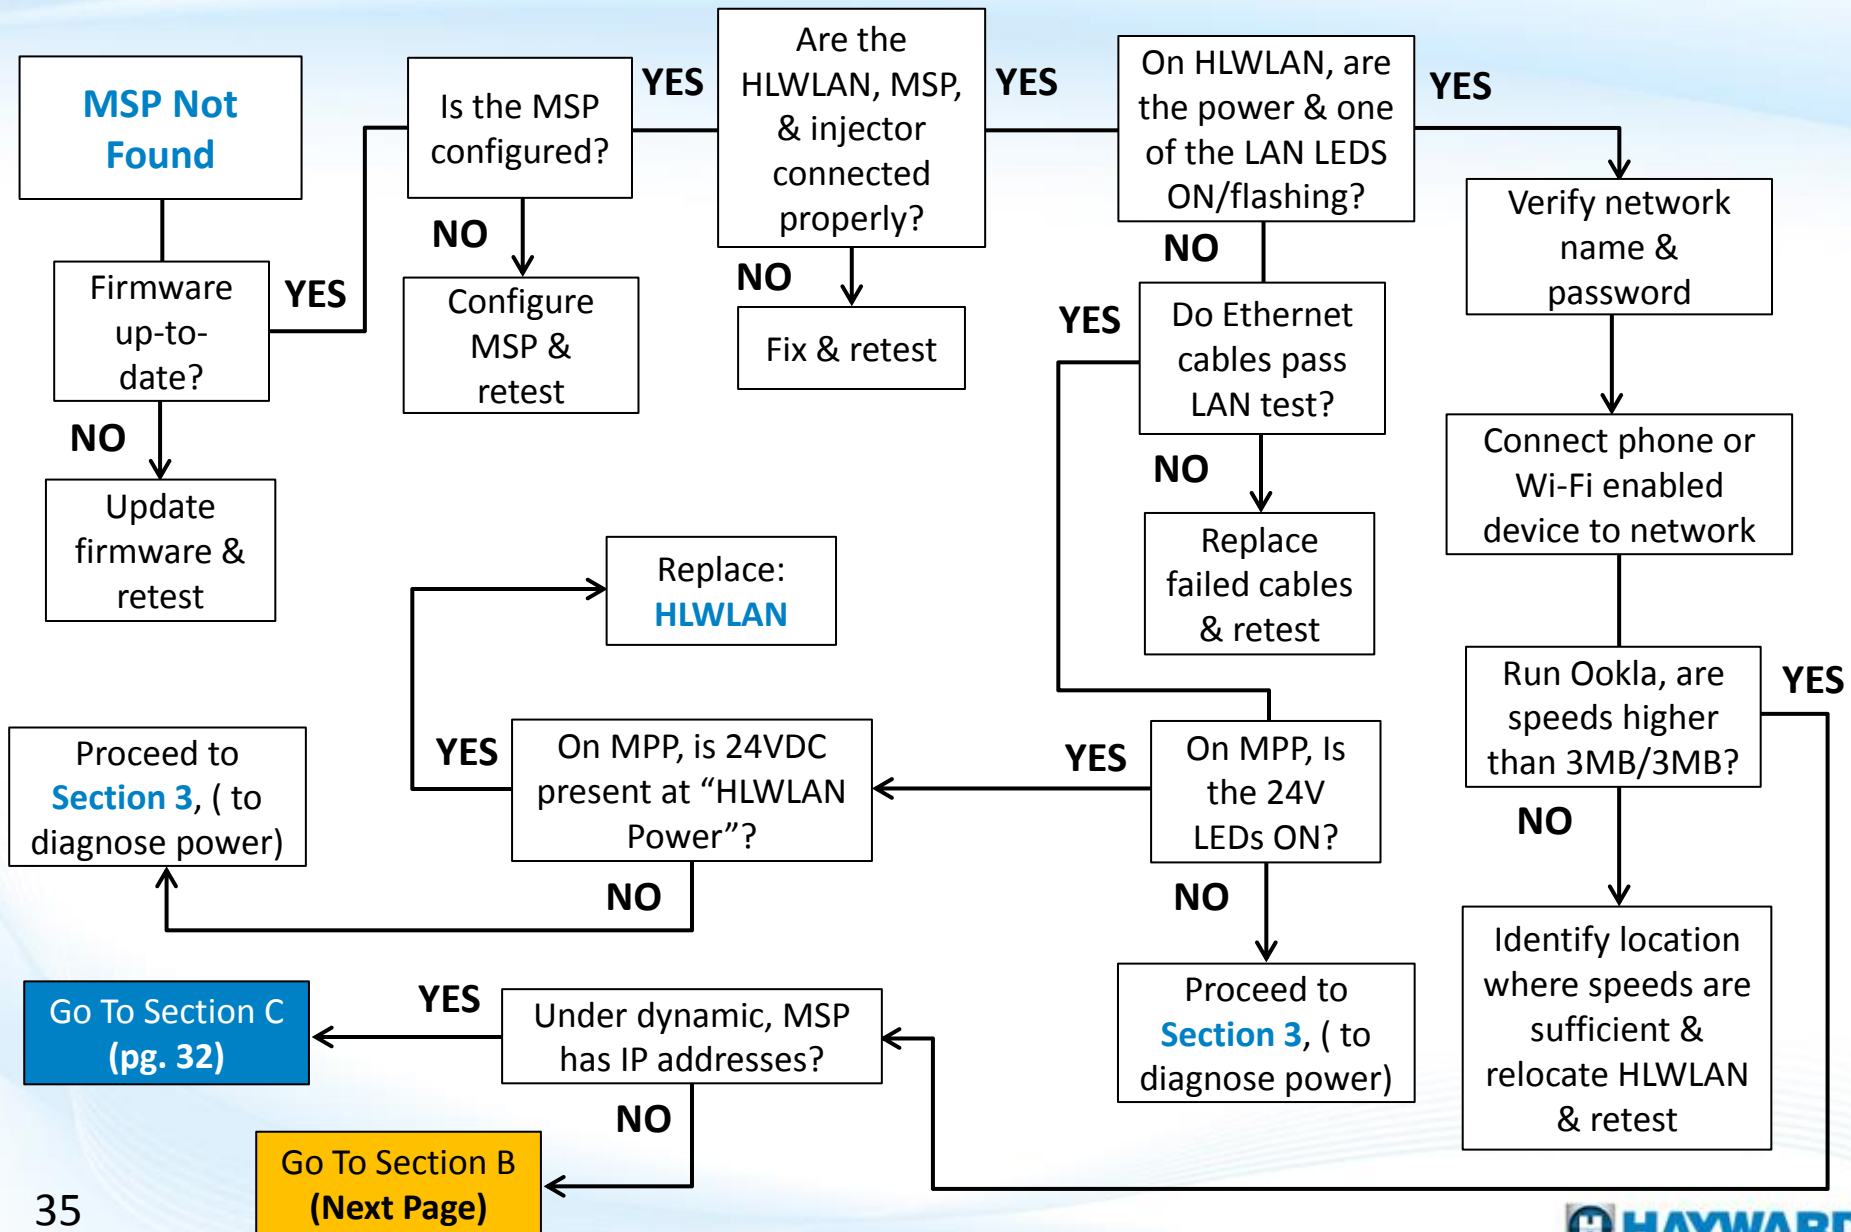 MSP Not
Found
Firmware
up-to-
date?
YES
NO
Update
firmware &
retest
Is the MSP
configured?
YES
NO
Configure
MSP &
retest
Are the
HLWLAN, MSP,
& injector
connected
properly?
YES
NO
Fix & retest
On HLWLAN, are
the power & one
of the LAN LEDS
ON/flashing?
YES
NO
Verify network
name &
password
Connect phone or
Wi-Fi enabled
device to network
Run Ookla, are
speeds higher
than 3MB/3MB?
YES
NO
Identify location
where speeds are
sufficient &
relocate HLWLAN
& retest
Do Ethernet
cables pass
LAN test?
YES
NO
Replace
failed cables
& retest
On MPP, Is
the 24V
LEDs ON?
YES
NO
Proceed to
Section 3, ( to
diagnose power)
On MPP, is 24VDC
present at “HLWLAN
Power”?
YES
NO
Replace:
HLWLAN
Proceed to
Section 3, ( to
diagnose power)
Under dynamic, MSP
has IP addresses?
YES
NO
Go To Section C
(pg. 32)
Go To Section B
(Next Page)
35
HAYWARD